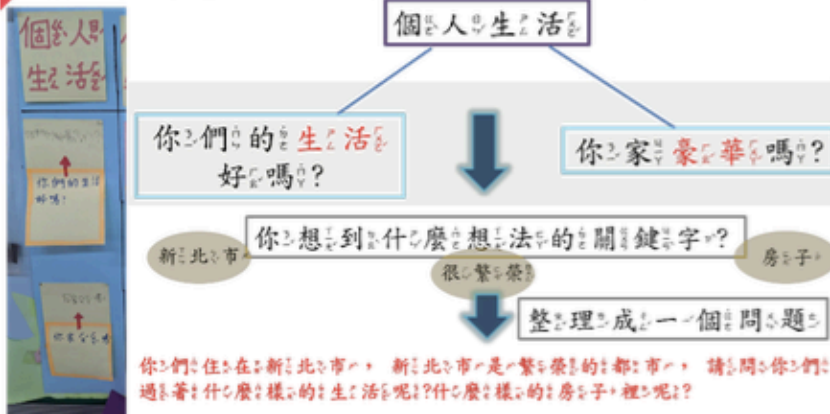 個人
生活
你們的生活
好嗎?
個人生活
你們的生活
好嗎?
你家豪華嗎?
你想到什麼想法的關鍵字?
新北市
很繁榮
房子
整理成一個問題
你們住在新北市,新北市是繁榮的都市,請問你們
過著什麼樣的生活呢?什麼樣的房子裡呢?